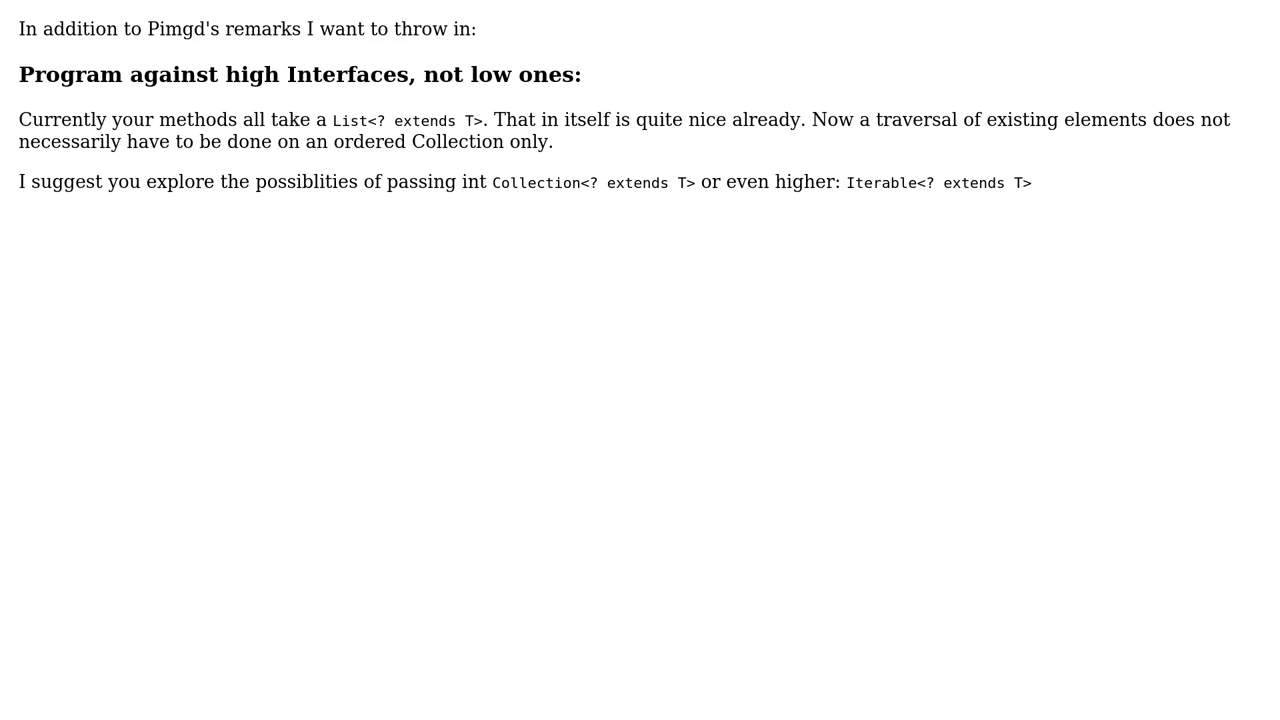 In addition to Pimgd's remarks I want to throw in:
Program against high Interfaces, not low ones:
Currently your methods all take a List<? extends T>. That in itself is quite nice already. Now a traversal of existing elements does not
necessarily have to be done on an ordered Collection only.
I suggest you explore the possiblities of passing int Collection<? extends T> or even higher: Iterable<? extends T>